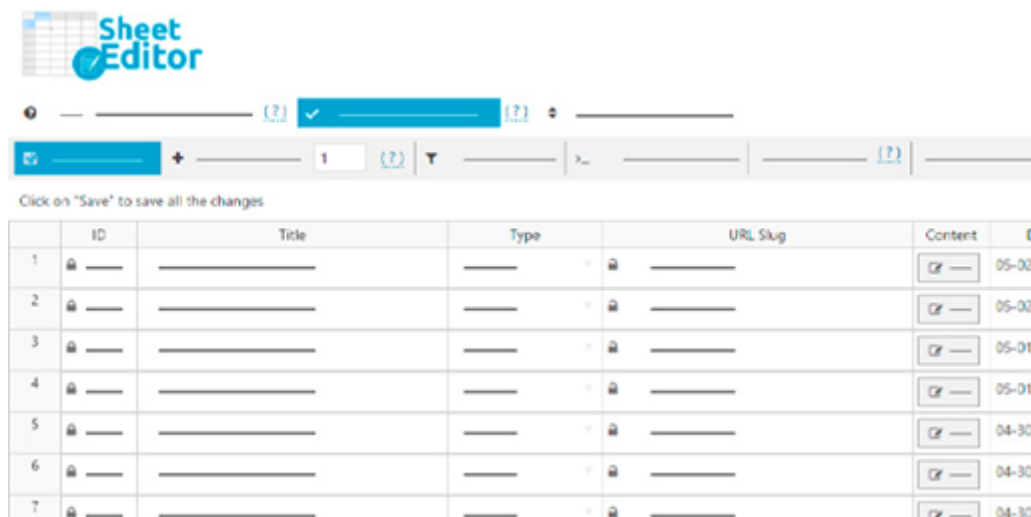 Sheet
Editor
(?) (?)
1 (?) (?)
Click on "Save" to save all the changes
ID Title Type URL Slug Content
1 05-02
2 05-02
3 05-01
4 05-01
5 04-30
6 04-30
7 04-30